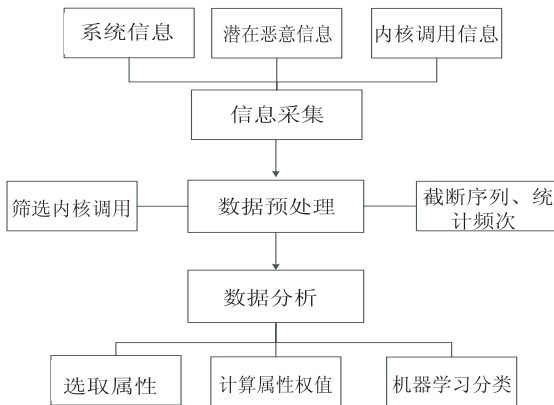 系统信息
潜在恶意信息
内核调用信息
信息采集
筛选内核调用
数据预处理
截断序列、统
计频次
数据分析
选取属性
计算属性权值
机器学习分类